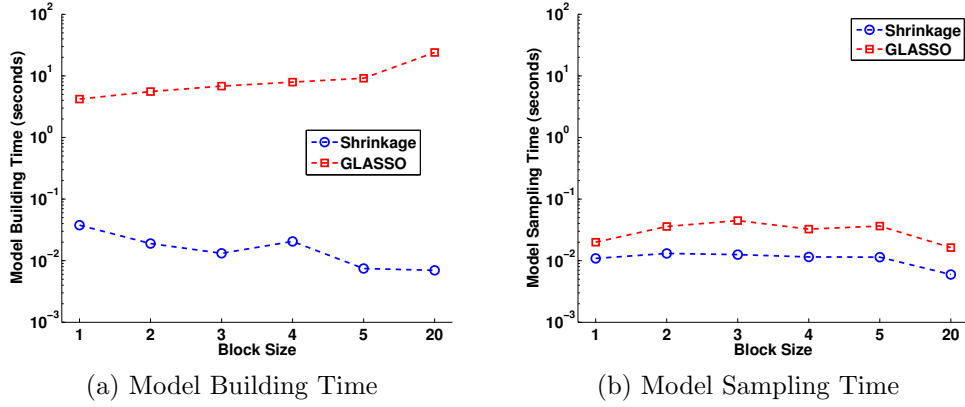 10^2
10^1
10^0
10^-1
10^-2
10^-3
Model Building Time (seconds)
Shrinkage
GLASSO
1 2 3 4 5 20
Block Size
(a) Model Building Time
10^2
10^1
10^0
10^-1
10^-2
10^-3
Model Sampling Time (seconds)
Shrinkage
GLASSO
1 2 3 4 5 20
Block Size
(b) Model Sampling Time